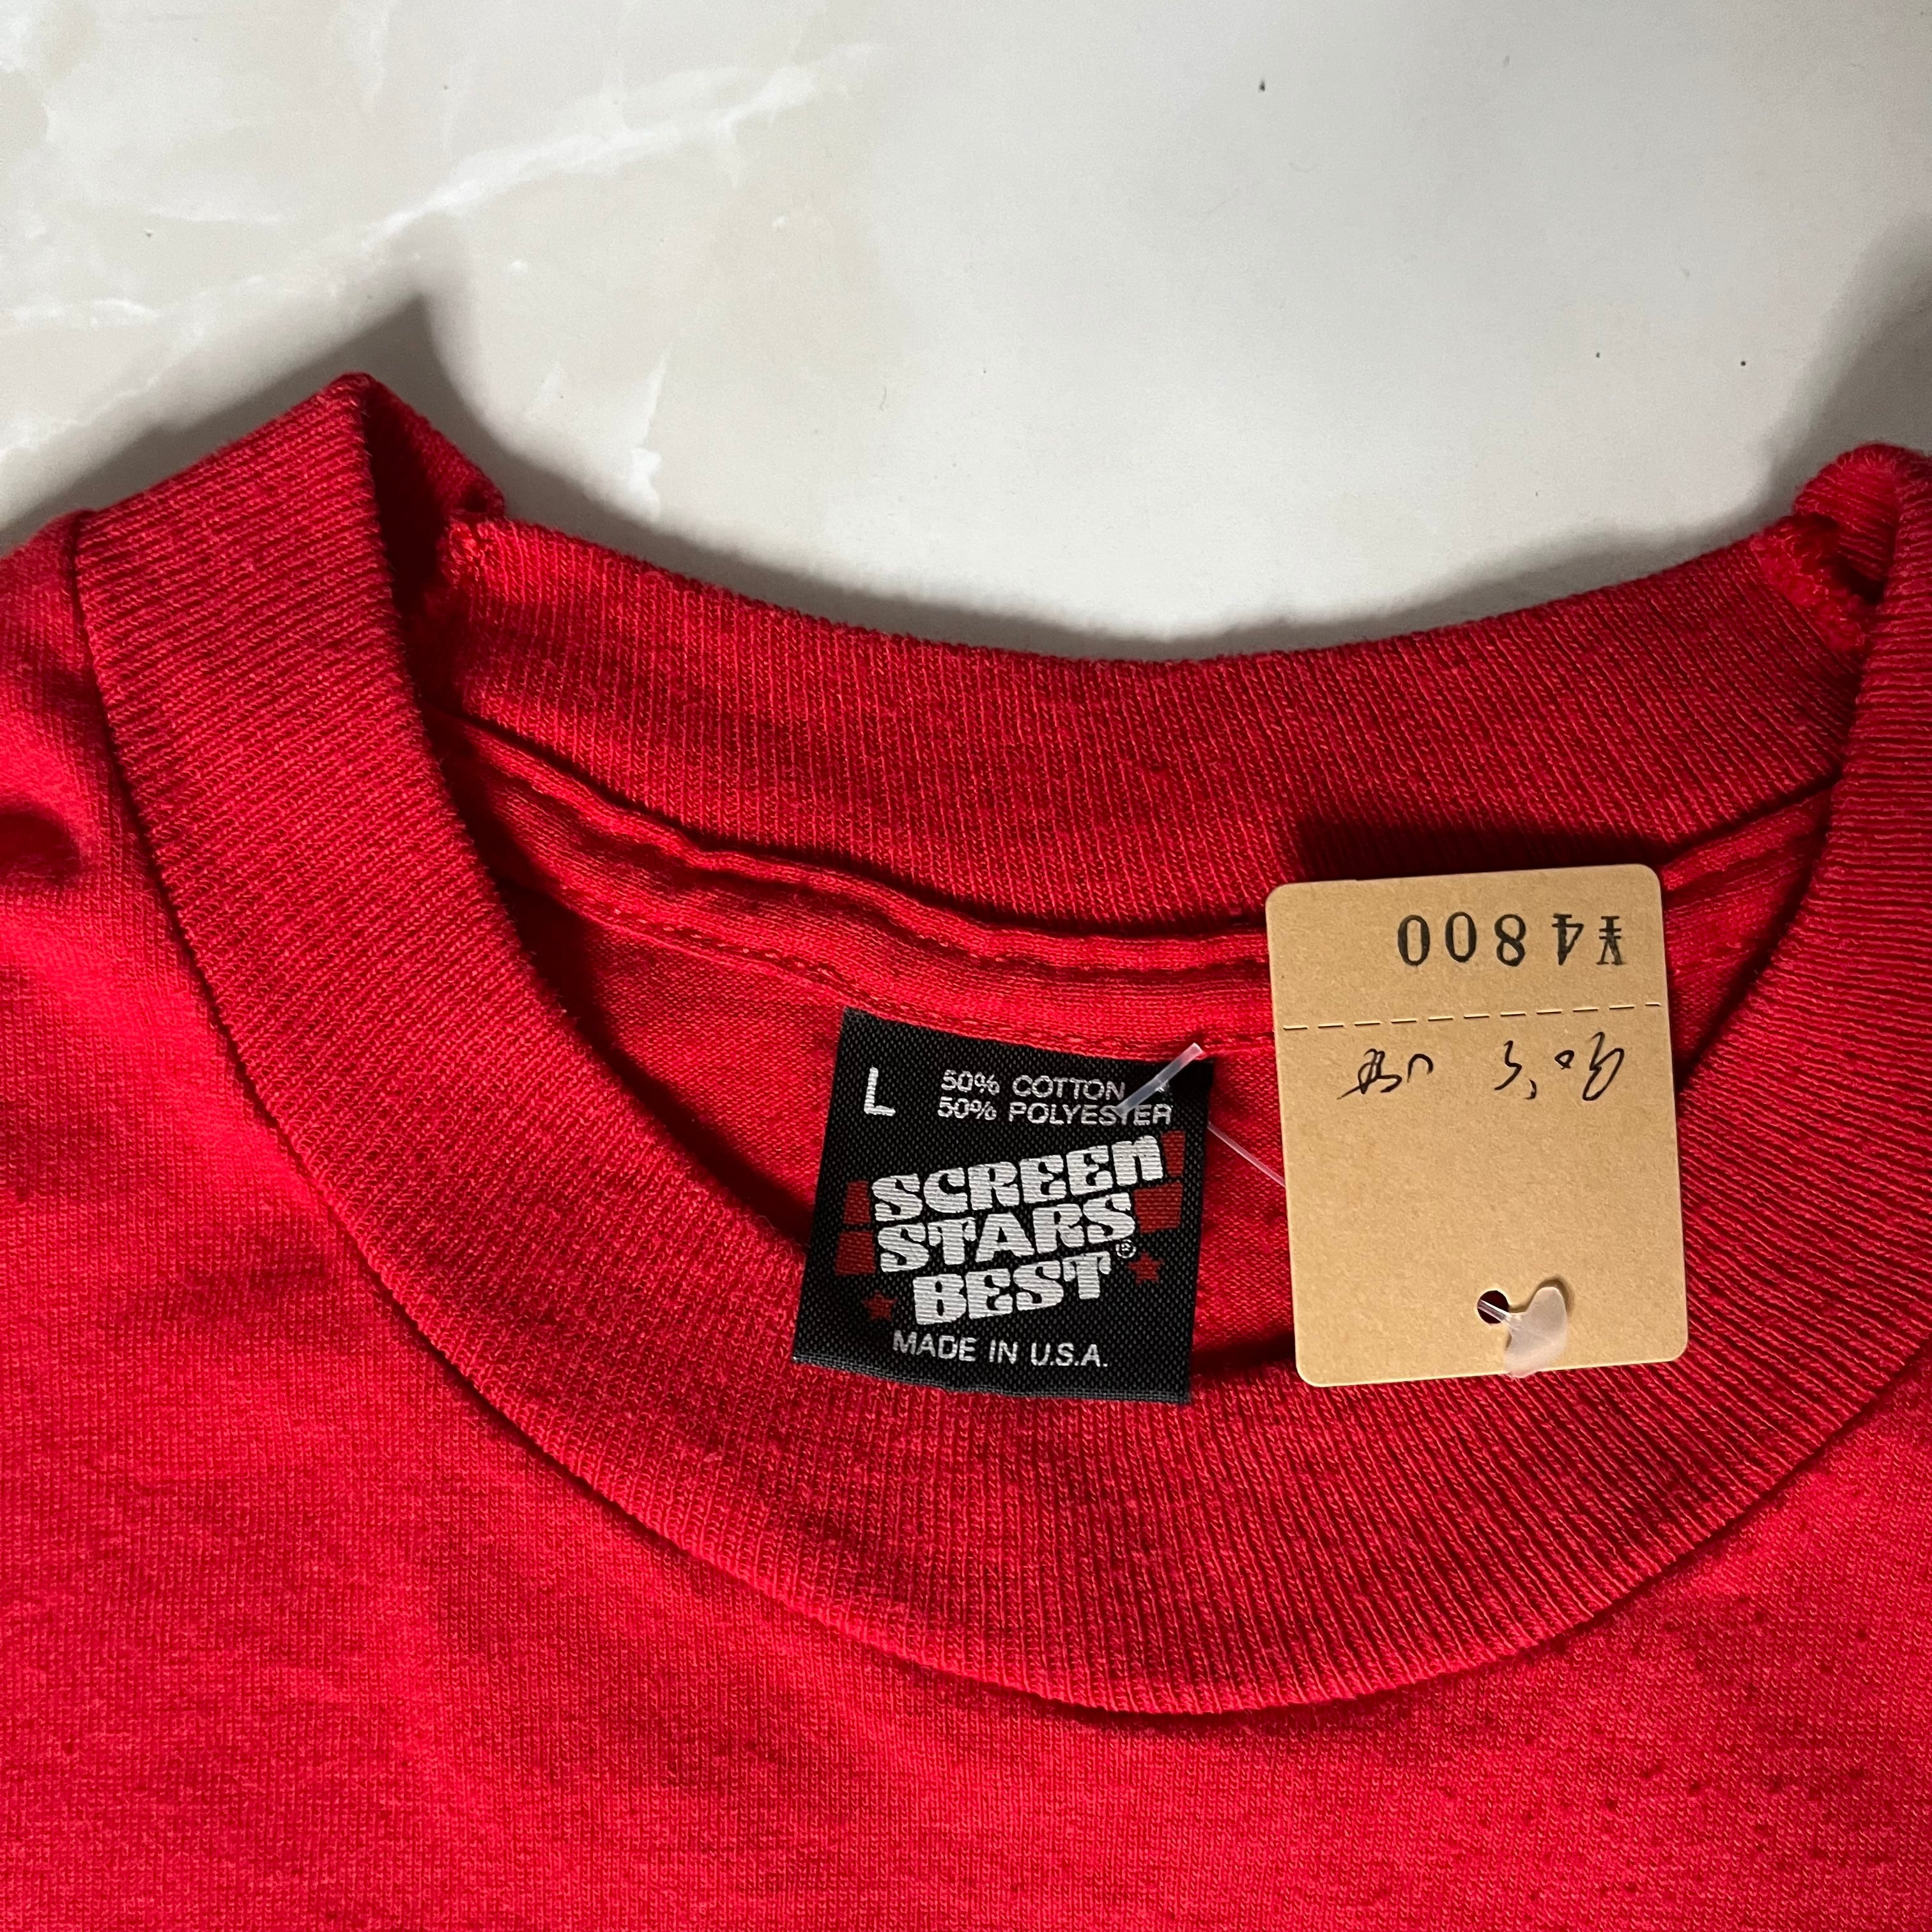 L
50% COTTON
50% POLYESTER
SCREEN
STARS
BEST®
MADE IN U.S.A.
¥4800